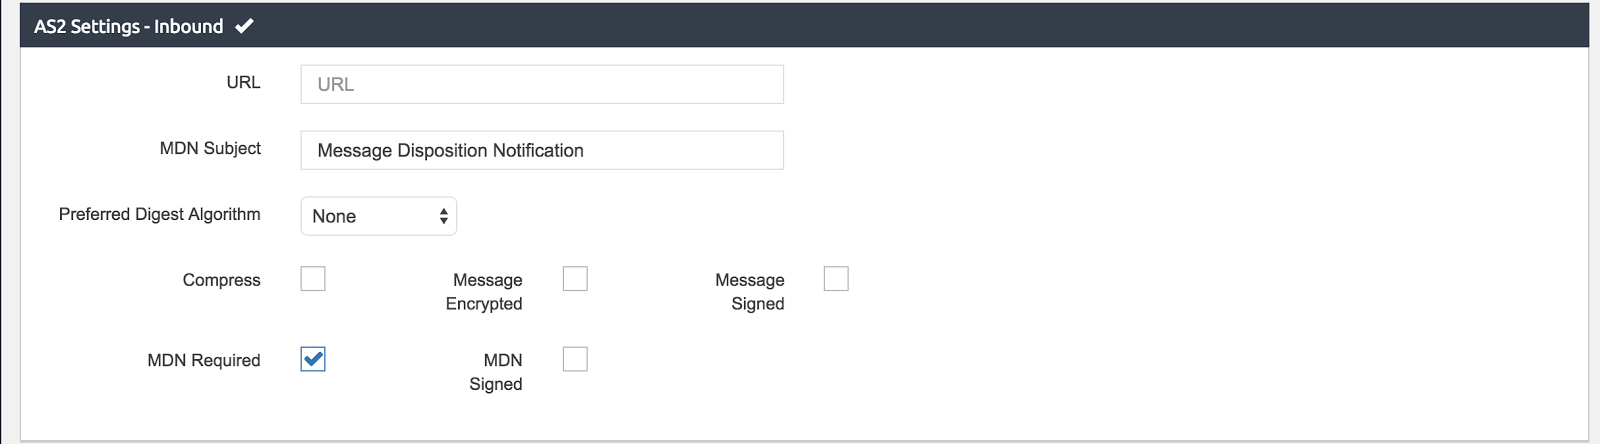 AS2 Settings - Inbound
URL URL
MDN Subject Message Disposition Notification
Preferred Digest Algorithm None
Compress Message Encrypted Message Signed
MDN Required MDN Signed